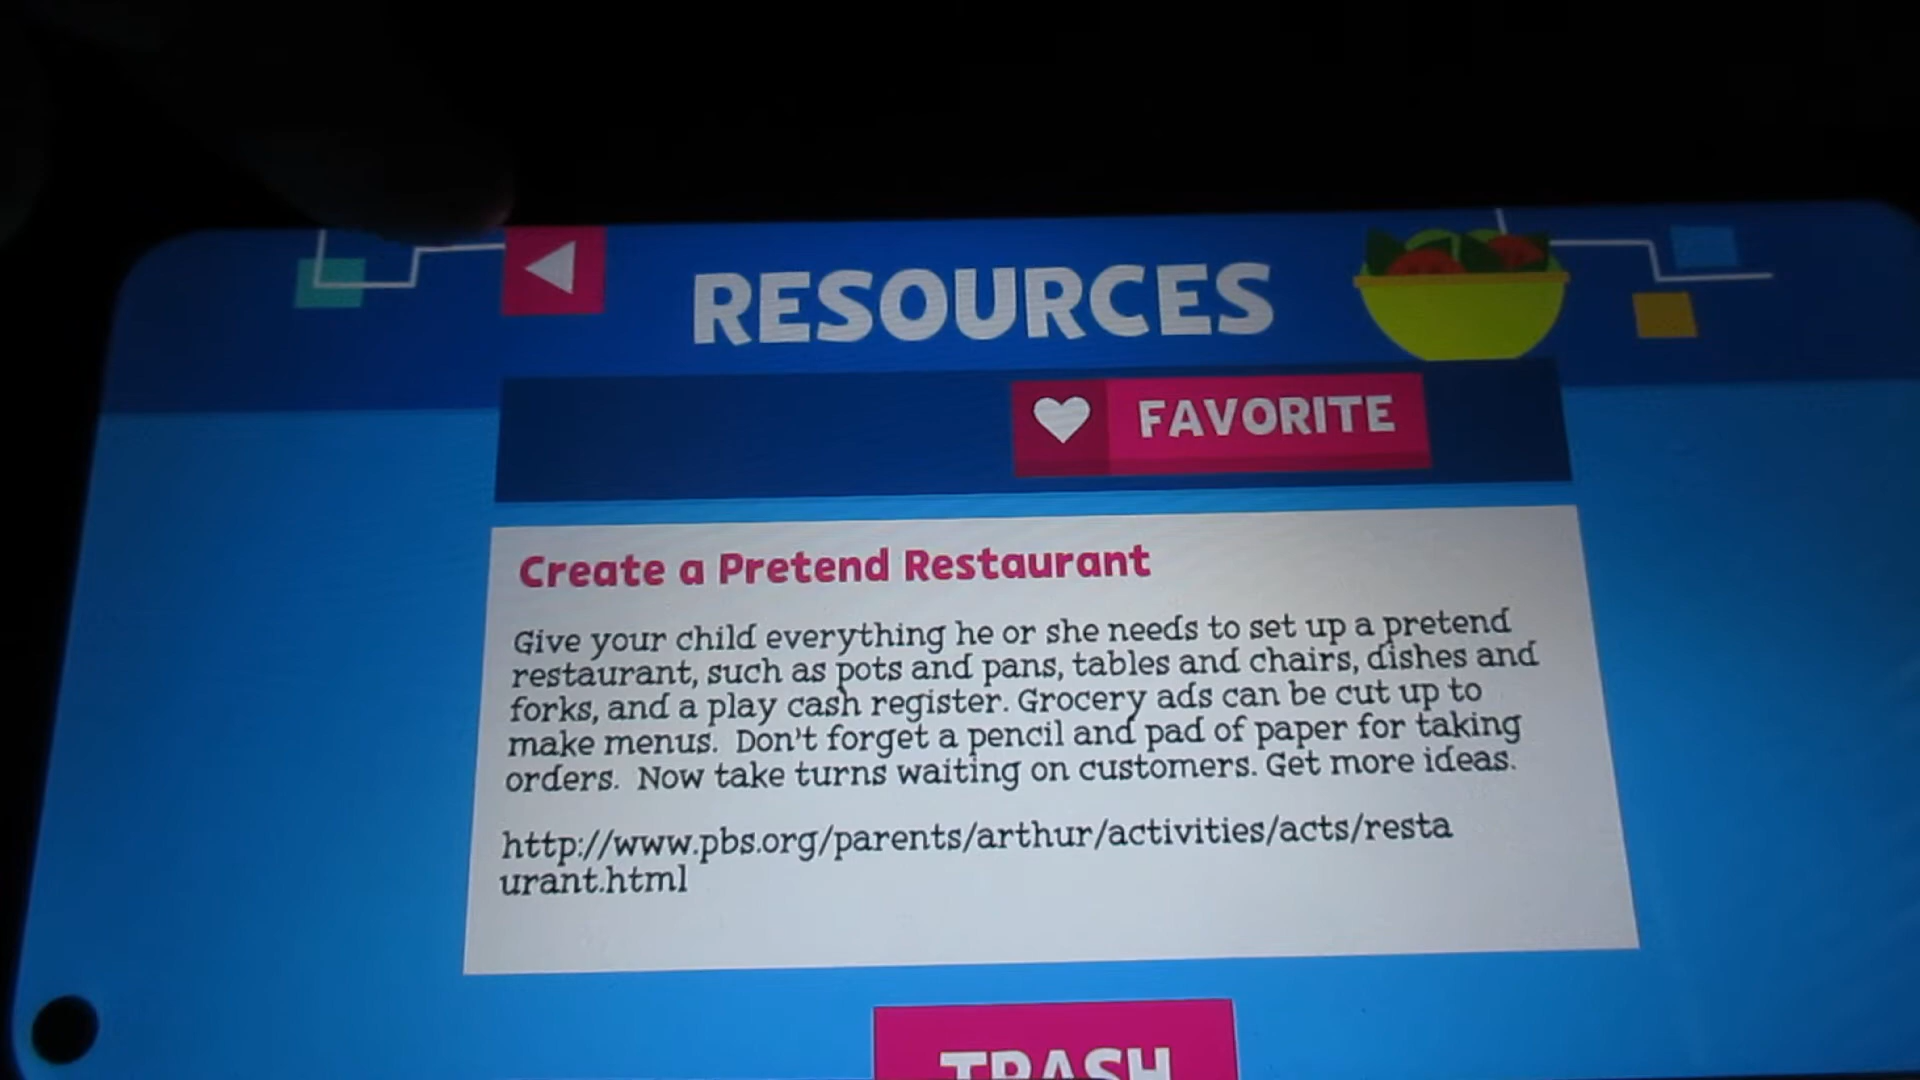 RESOURCES
FAVORITE
Create a Pretend Restaurant
Give your child everything he or she needs to set up a pretend
restaurant, such as pots and pans, tables and chairs, dishes and
forks, and a play cash register. Grocery ads can be cut up to
make menus. Don't forget a pencil and pad of paper for taking
orders. Now take turns waiting on customers. Get more ideas.
http://www.pbs.org/parents/arthur/activities/acts/resta
urant.html
TRASH